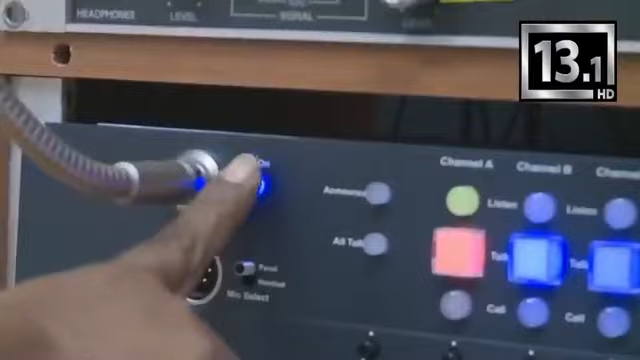 HEADPHONES
LEVEL
SIGNAL
13.1
HD
ON
Channel A
Channel B
Channel
Announce
Listen
Listen
All Talk
Talk
Talk
Panel
Headset
Mic Select
Call
Call